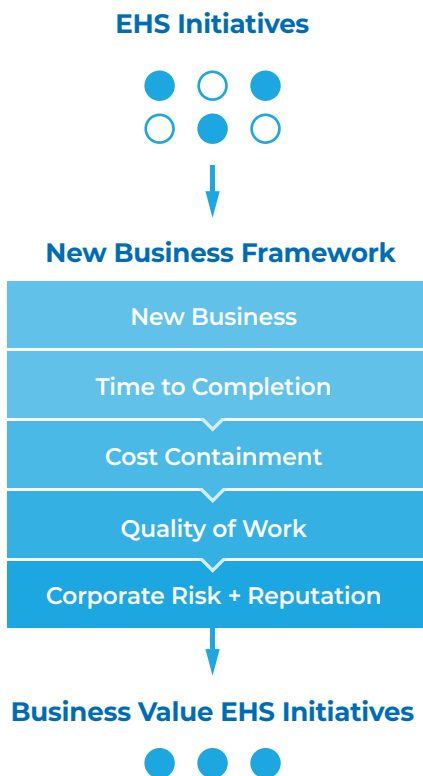 EHS Initiatives
New Business Framework
New Business
Time to Completion
Cost Containment
Quality of Work
Corporate Risk + Reputation
Business Value EHS Initiatives